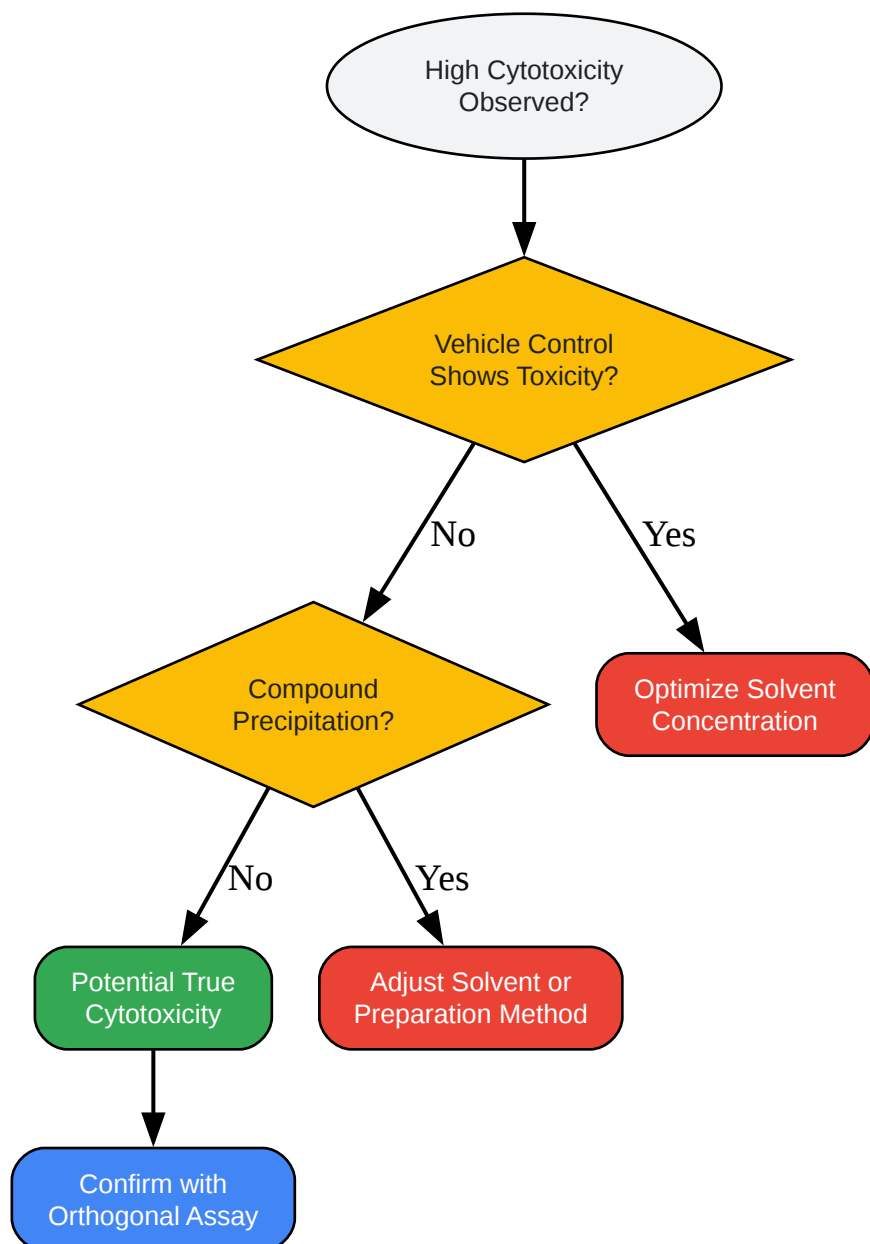 High Cytotoxicity
Observed?
Vehicle Control
Shows Toxicity?
No
Yes
Compound
Precipitation?
Optimize Solvent
Concentration
No
Yes
Potential True
Cytotoxicity
Adjust Solvent or
Preparation Method
Confirm with
Orthogonal Assay